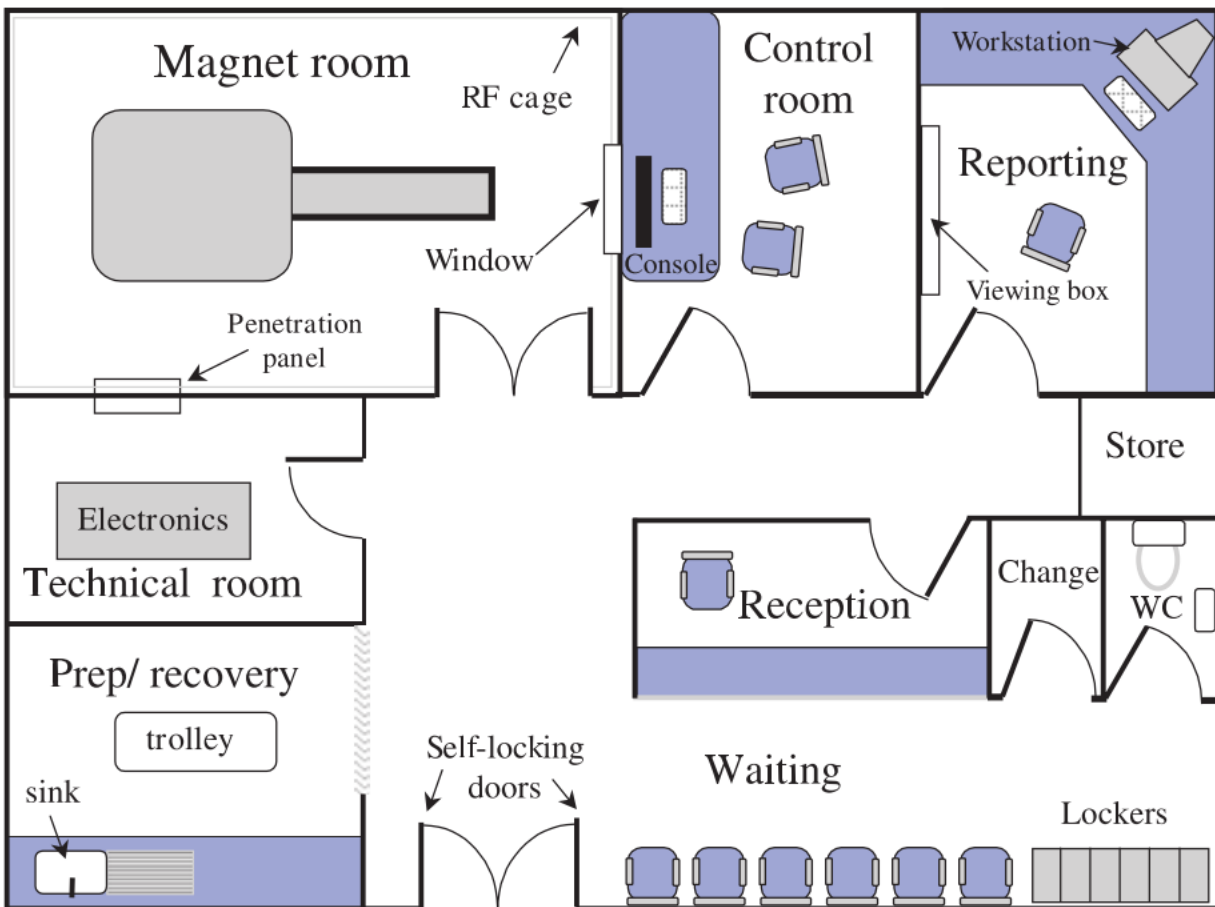 Magnet room
RF cage
Window
Penetration
panel
Control
room
Console
Workstation
Reporting
Viewing box
Electronics
Technical room
Store
Reception
Change
WC
Prep/ recovery
trolley
sink
Self-locking
doors
Waiting
Lockers